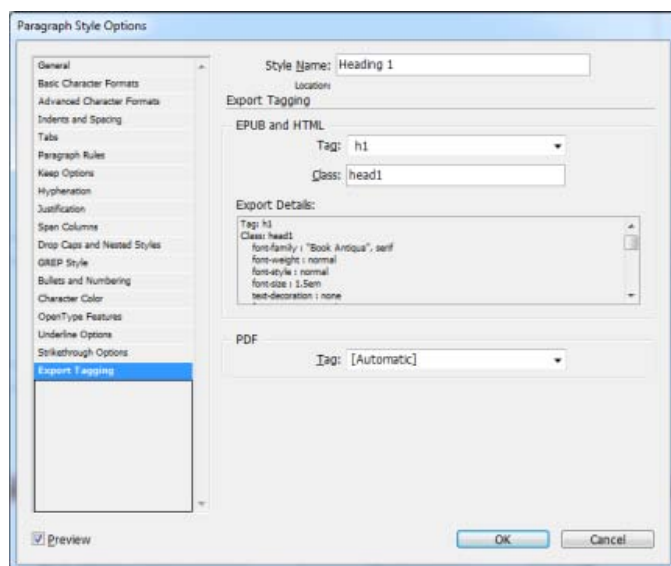 Paragraph Style Options
General
Basic Character Formats
Advanced Character Formats
Indents and Spacing
Tabs
Paragraph Rules
Keep Options
Hyphenation
Justification
Span Columns
Drop Caps and Nested Styles
GREP Style
Bullets and Numbering
Character Color
OpenType Features
Underline Options
Strikethrough Options
Export Tagging
Style Name: Heading 1
Location:
Export Tagging
EPUB and HTML
Tag: h1
Class: head1
Export Details:
Tag: h1
Class: head1
font-family : "Book Antiqua", serif
font-weight : normal
font-style : normal
font-size : 1.5em
text-decoration : none
PDF
Tag: [Automatic]
Preview
OK
Cancel